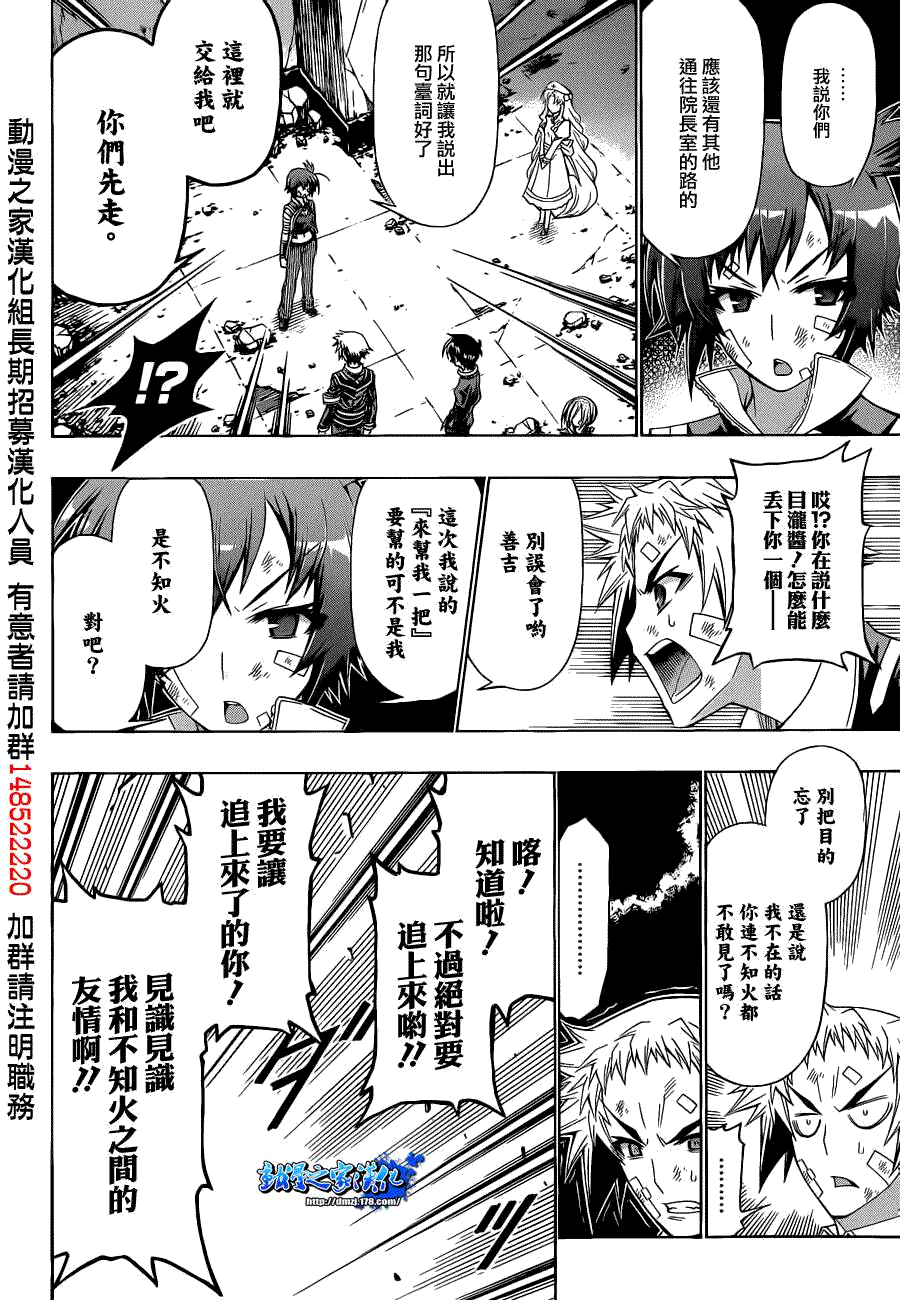 ………
我說你們
應該還有其他
通往院長室的路的
所以就讓我說出
那句臺詞好了
這裡就
交給我吧
你們先走。
!?
哎!?你在説什麼
目瀧醬!怎麼能
丟下你一個——
別誤會了喲
善吉
這次我說的
『來幫我一把』
要幫的可不是我
是不知火
對吧?
別把目的
忘了
還是說
我不在的話
你連不知火都
不敢見了嗎?
………
…………
喀!
知道啦!
不過絕對要
追上來喲!!
我要讓
追上來了的你!
見識見識
我和不知火之間的
友情啊!!
動漫之家漢化
http://dmzj.178.com/
動漫之家漢化組長期招募漢化人員 有意者請加群148522220 加群請注明職務